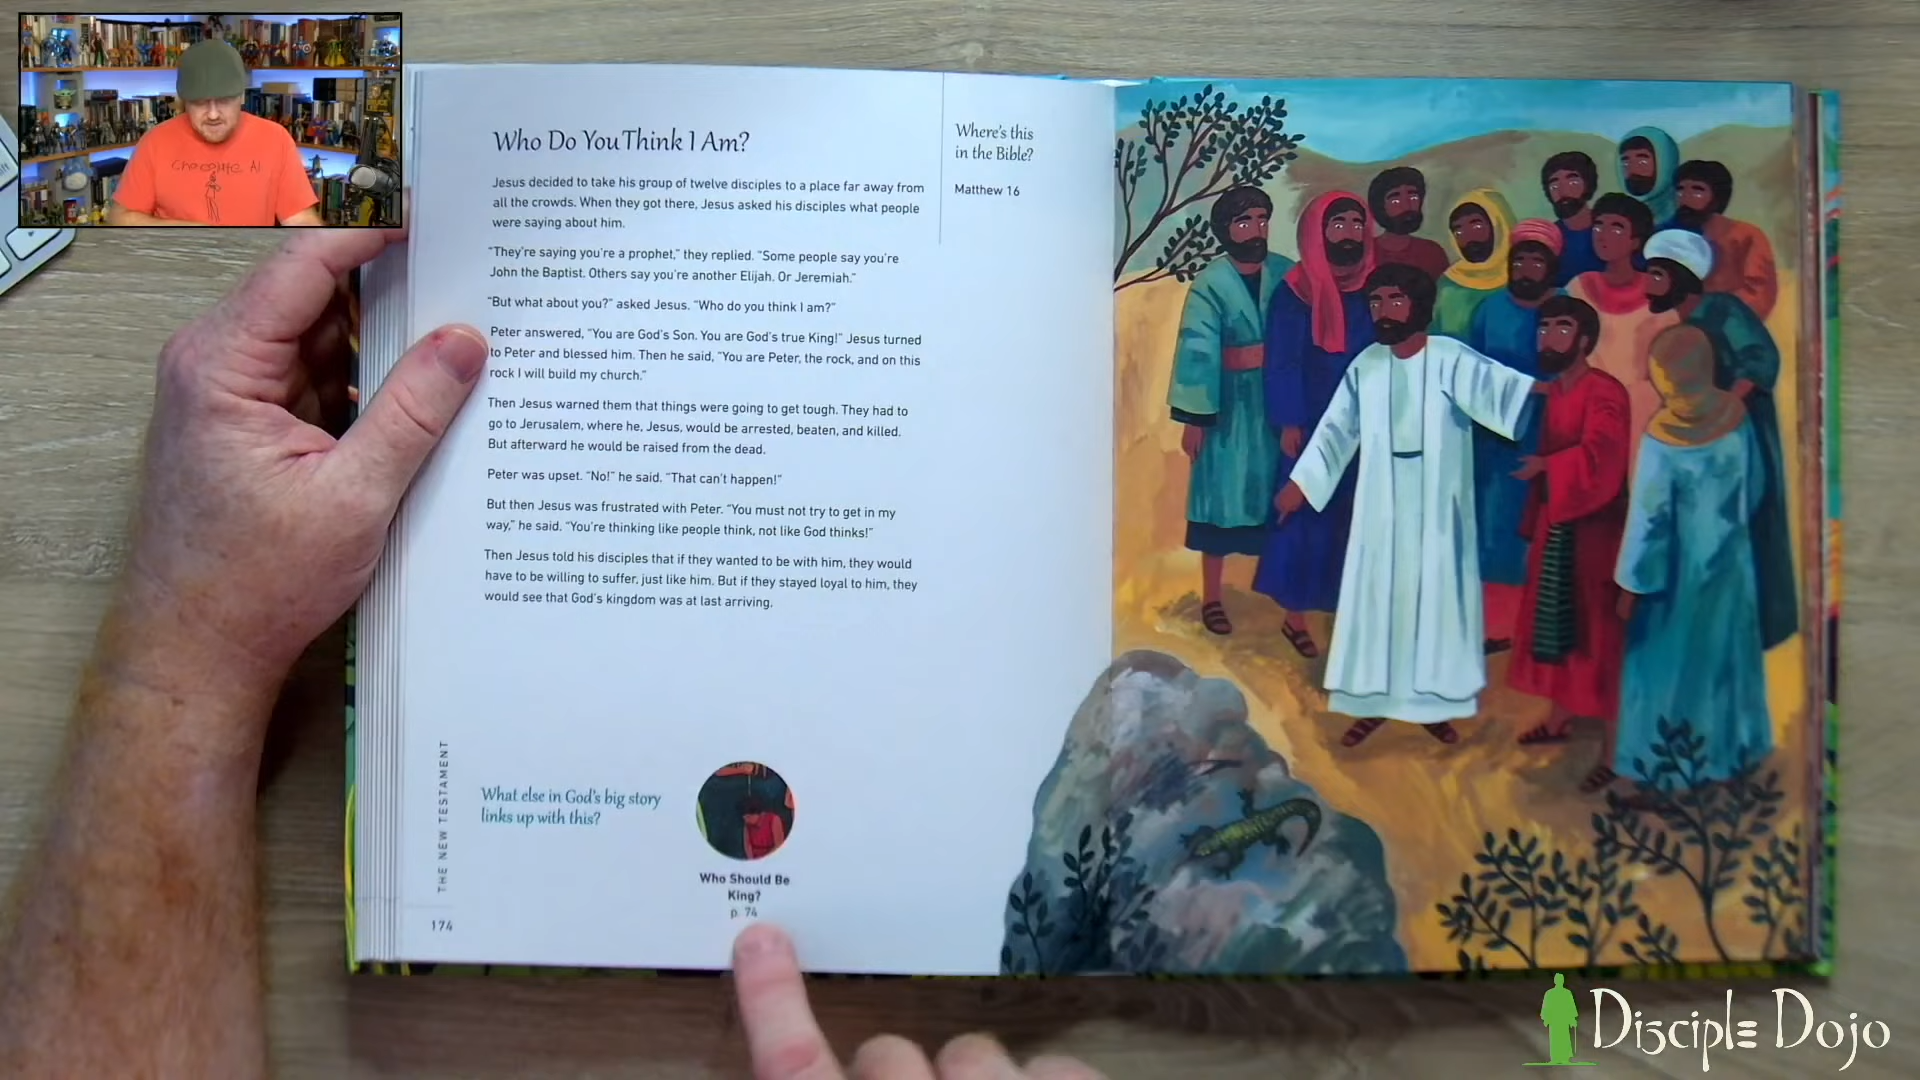 Chocolate Al
Who Do You Think I Am?
Jesus decided to take his group of twelve disciples to a place far away from
all the crowds. When they got there, Jesus asked his disciples what people
were saying about him.
“They’re saying you’re a prophet,” they replied. “Some people say you’re
John the Baptist. Others say you’re another Elijah. Or Jeremiah.”
“But what about you?” asked Jesus. “Who do you think I am?”
Peter answered, “You are God’s Son. You are God’s true King!” Jesus turned
to Peter and blessed him. Then he said, “You are Peter, the rock, and on this
rock I will build my church.”
Then Jesus warned them that things were going to get tough. They had to
go to Jerusalem, where he, Jesus, would be arrested, beaten, and killed.
But afterward he would be raised from the dead.
Peter was upset. “No!” he said. “That can’t happen!”
But then Jesus was frustrated with Peter. “You must not try to get in my
way,” he said. “You’re thinking like people think, not like God thinks!”
Then Jesus told his disciples that if they wanted to be with him, they would
have to be willing to suffer, just like him. But if they stayed loyal to him, they
would see that God’s kingdom was at last arriving.
Where’s this
in the Bible?
Matthew 16
THE NEW TESTAMENT
What else in God’s big story
links up with this?
Who Should Be
King?
p. 74
174
Disciple Dojo